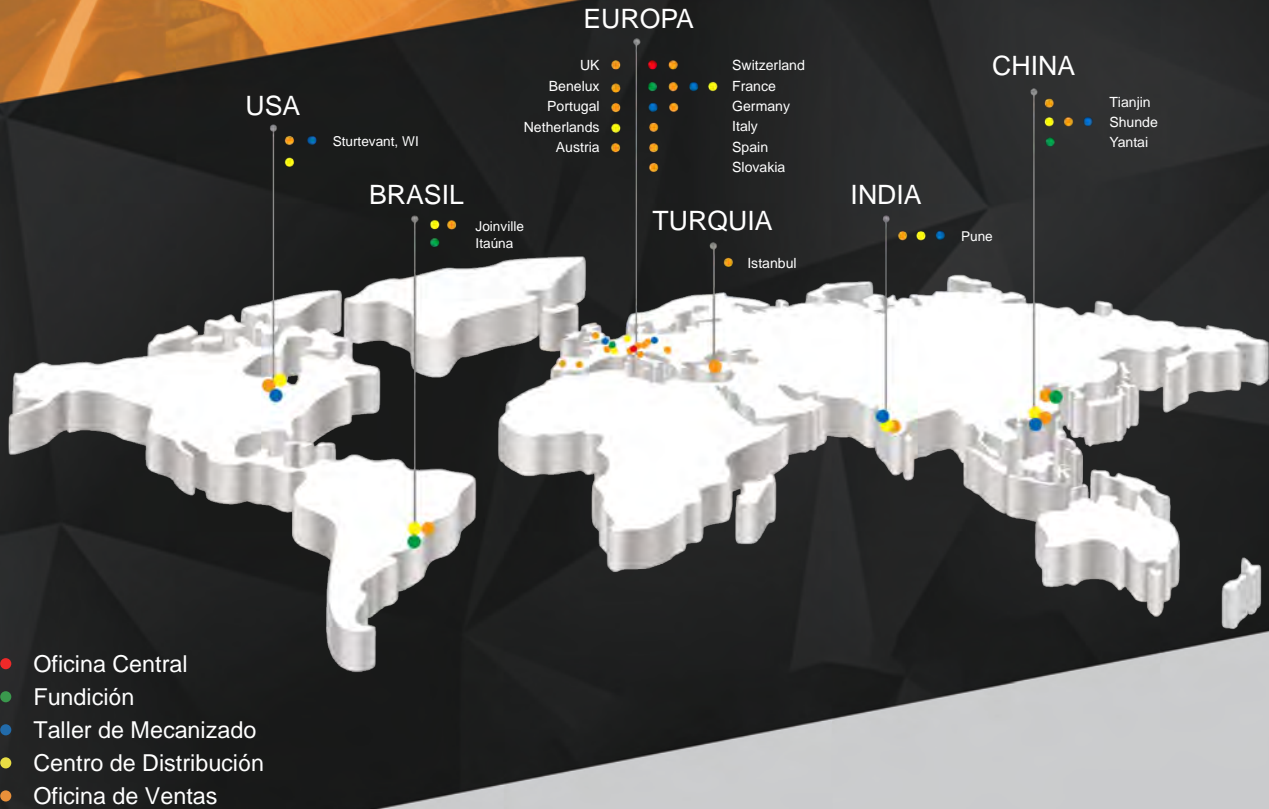 EUROPA
UK
Benelux
Portugal
Netherlands
Austria
Switzerland
France
Germany
Italy
Spain
Slovakia
CHINA
Tianjin
Shunde
Yantai
USA
Sturtevant, WI
BRASIL
Joinville
Itaúna
TURQUIA
Istanbul
INDIA
Pune
Oficina Central
Fundición
Taller de Mecanizado
Centro de Distribución
Oficina de Ventas